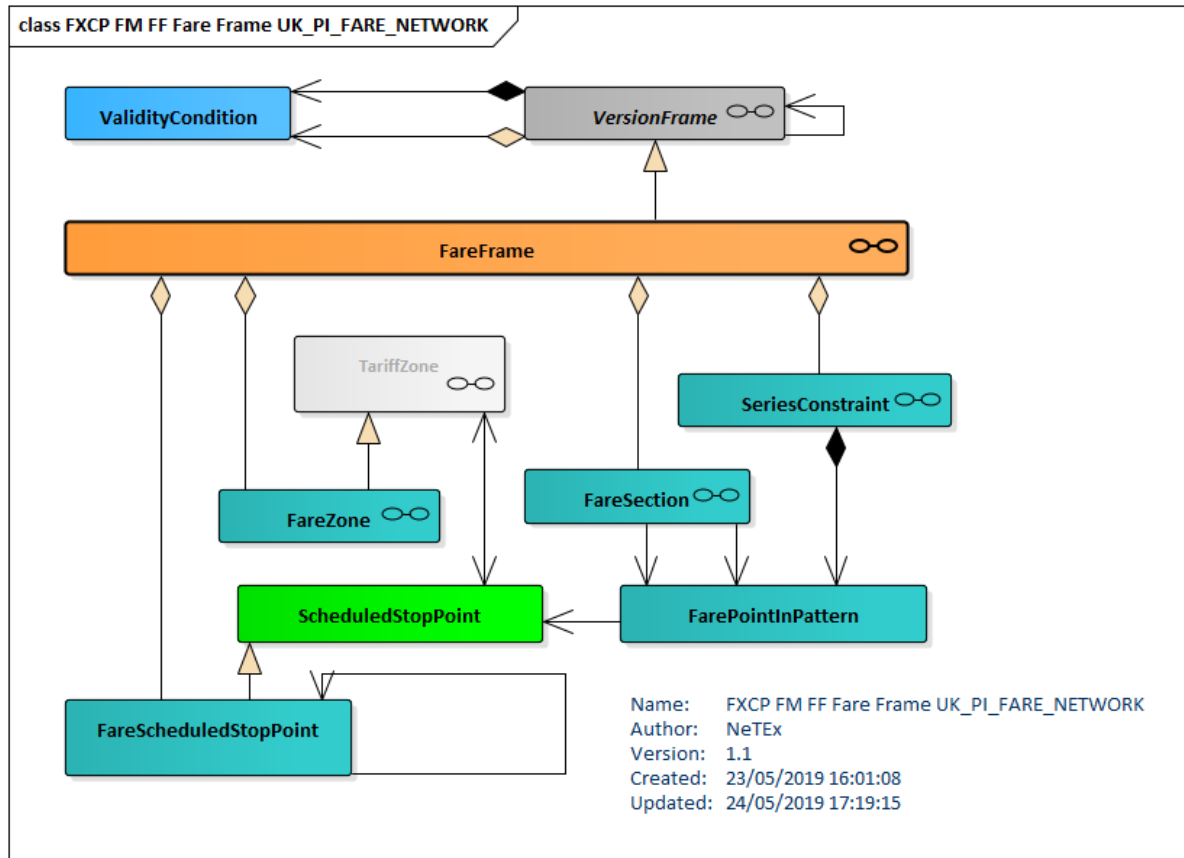 class FXCP FM FF Fare Frame UK_PI_FARE_NETWORK
ValidityCondition
VersionFrame
FareFrame
TariffZone
SeriesConstraint
FareZone
FareSection
ScheduledStopPoint
FarePointInPattern
FareScheduledStopPoint
Name: FXCP FM FF Fare Frame UK_PI_FARE_NETWORK
Author: NeTEx
Version: 1.1
Created: 23/05/2019 16:01:08
Updated: 24/05/2019 17:19:15